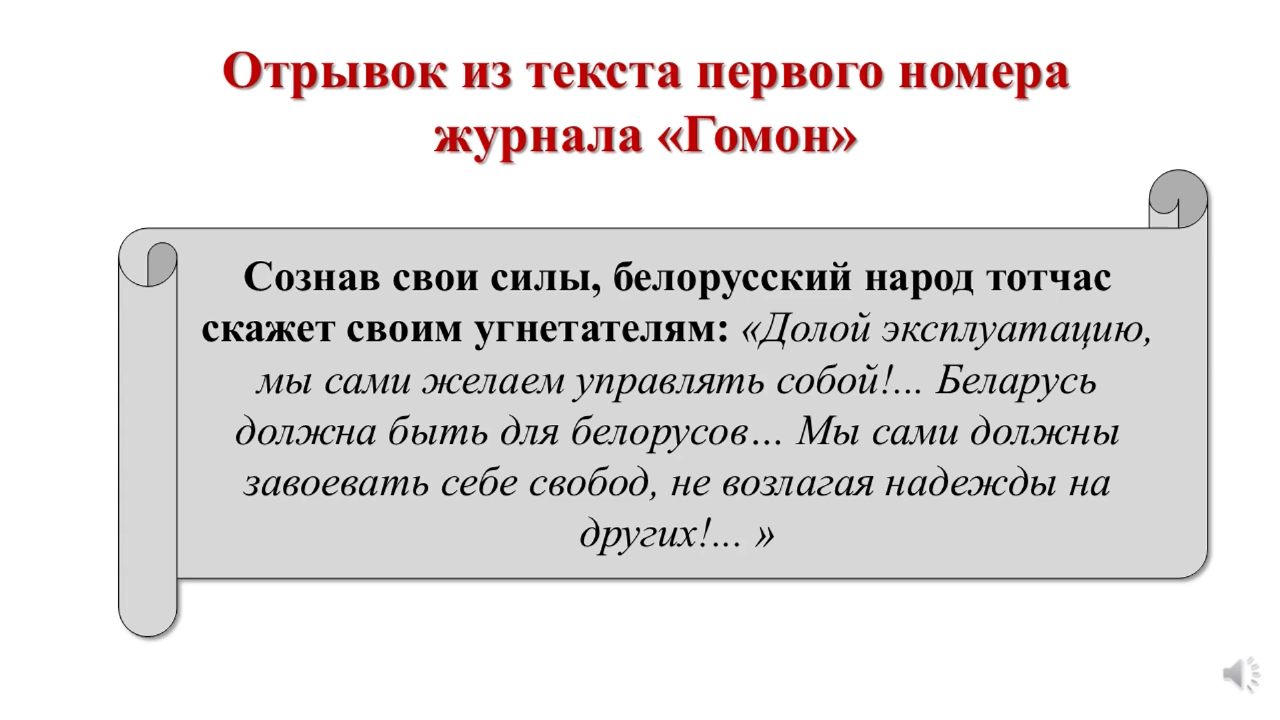 Отрывок из текста первого номера
журнала «Гомон»
Сознав свои силы, белорусский народ тотчас
скажет своим угнетателям: «Долой эксплуатацию,
мы сами желаем управлять собой!... Беларусь
должна быть для белорусов… Мы сами должны
завоевать себе свобод, не возлагая надежды на
других!... »